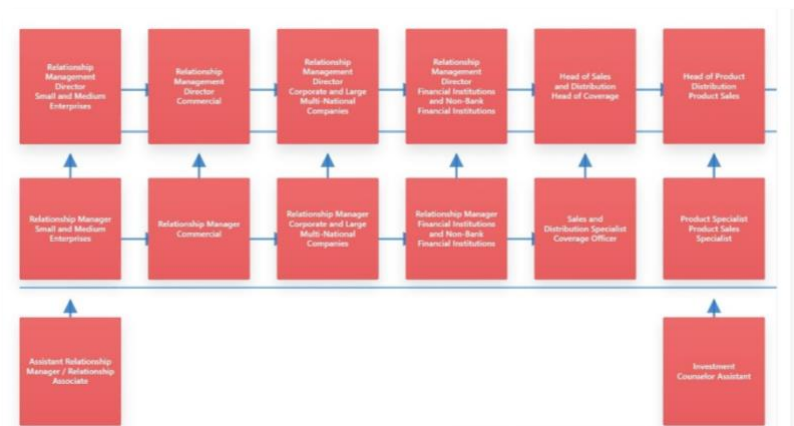 Relationship
Management
Director
Small and Medium
Enterprises
Relationship
Management
Director
Commercial
Relationship
Management
Director
Corporate and Large
Multi-National
Companies
Relationship
Management
Director
Financial Institutions
and Non-Bank
Financial Institutions
Head of Sales
and Distribution
Head of Coverage
Head of Product
Distribution
Product Sales
Relationship Manager
Small and Medium
Enterprises
Relationship Manager
Commercial
Relationship Manager
Corporate and Large
Multi-National
Companies
Relationship Manager
Financial Institutions
and Non-Bank
Financial Institutions
Sales and
Distribution Specialist
Coverage Officer
Product Specialist
Product Sales
Specialist
Assistant Relationship
Manager / Relationship
Associate
Investment
Counselor Assistant